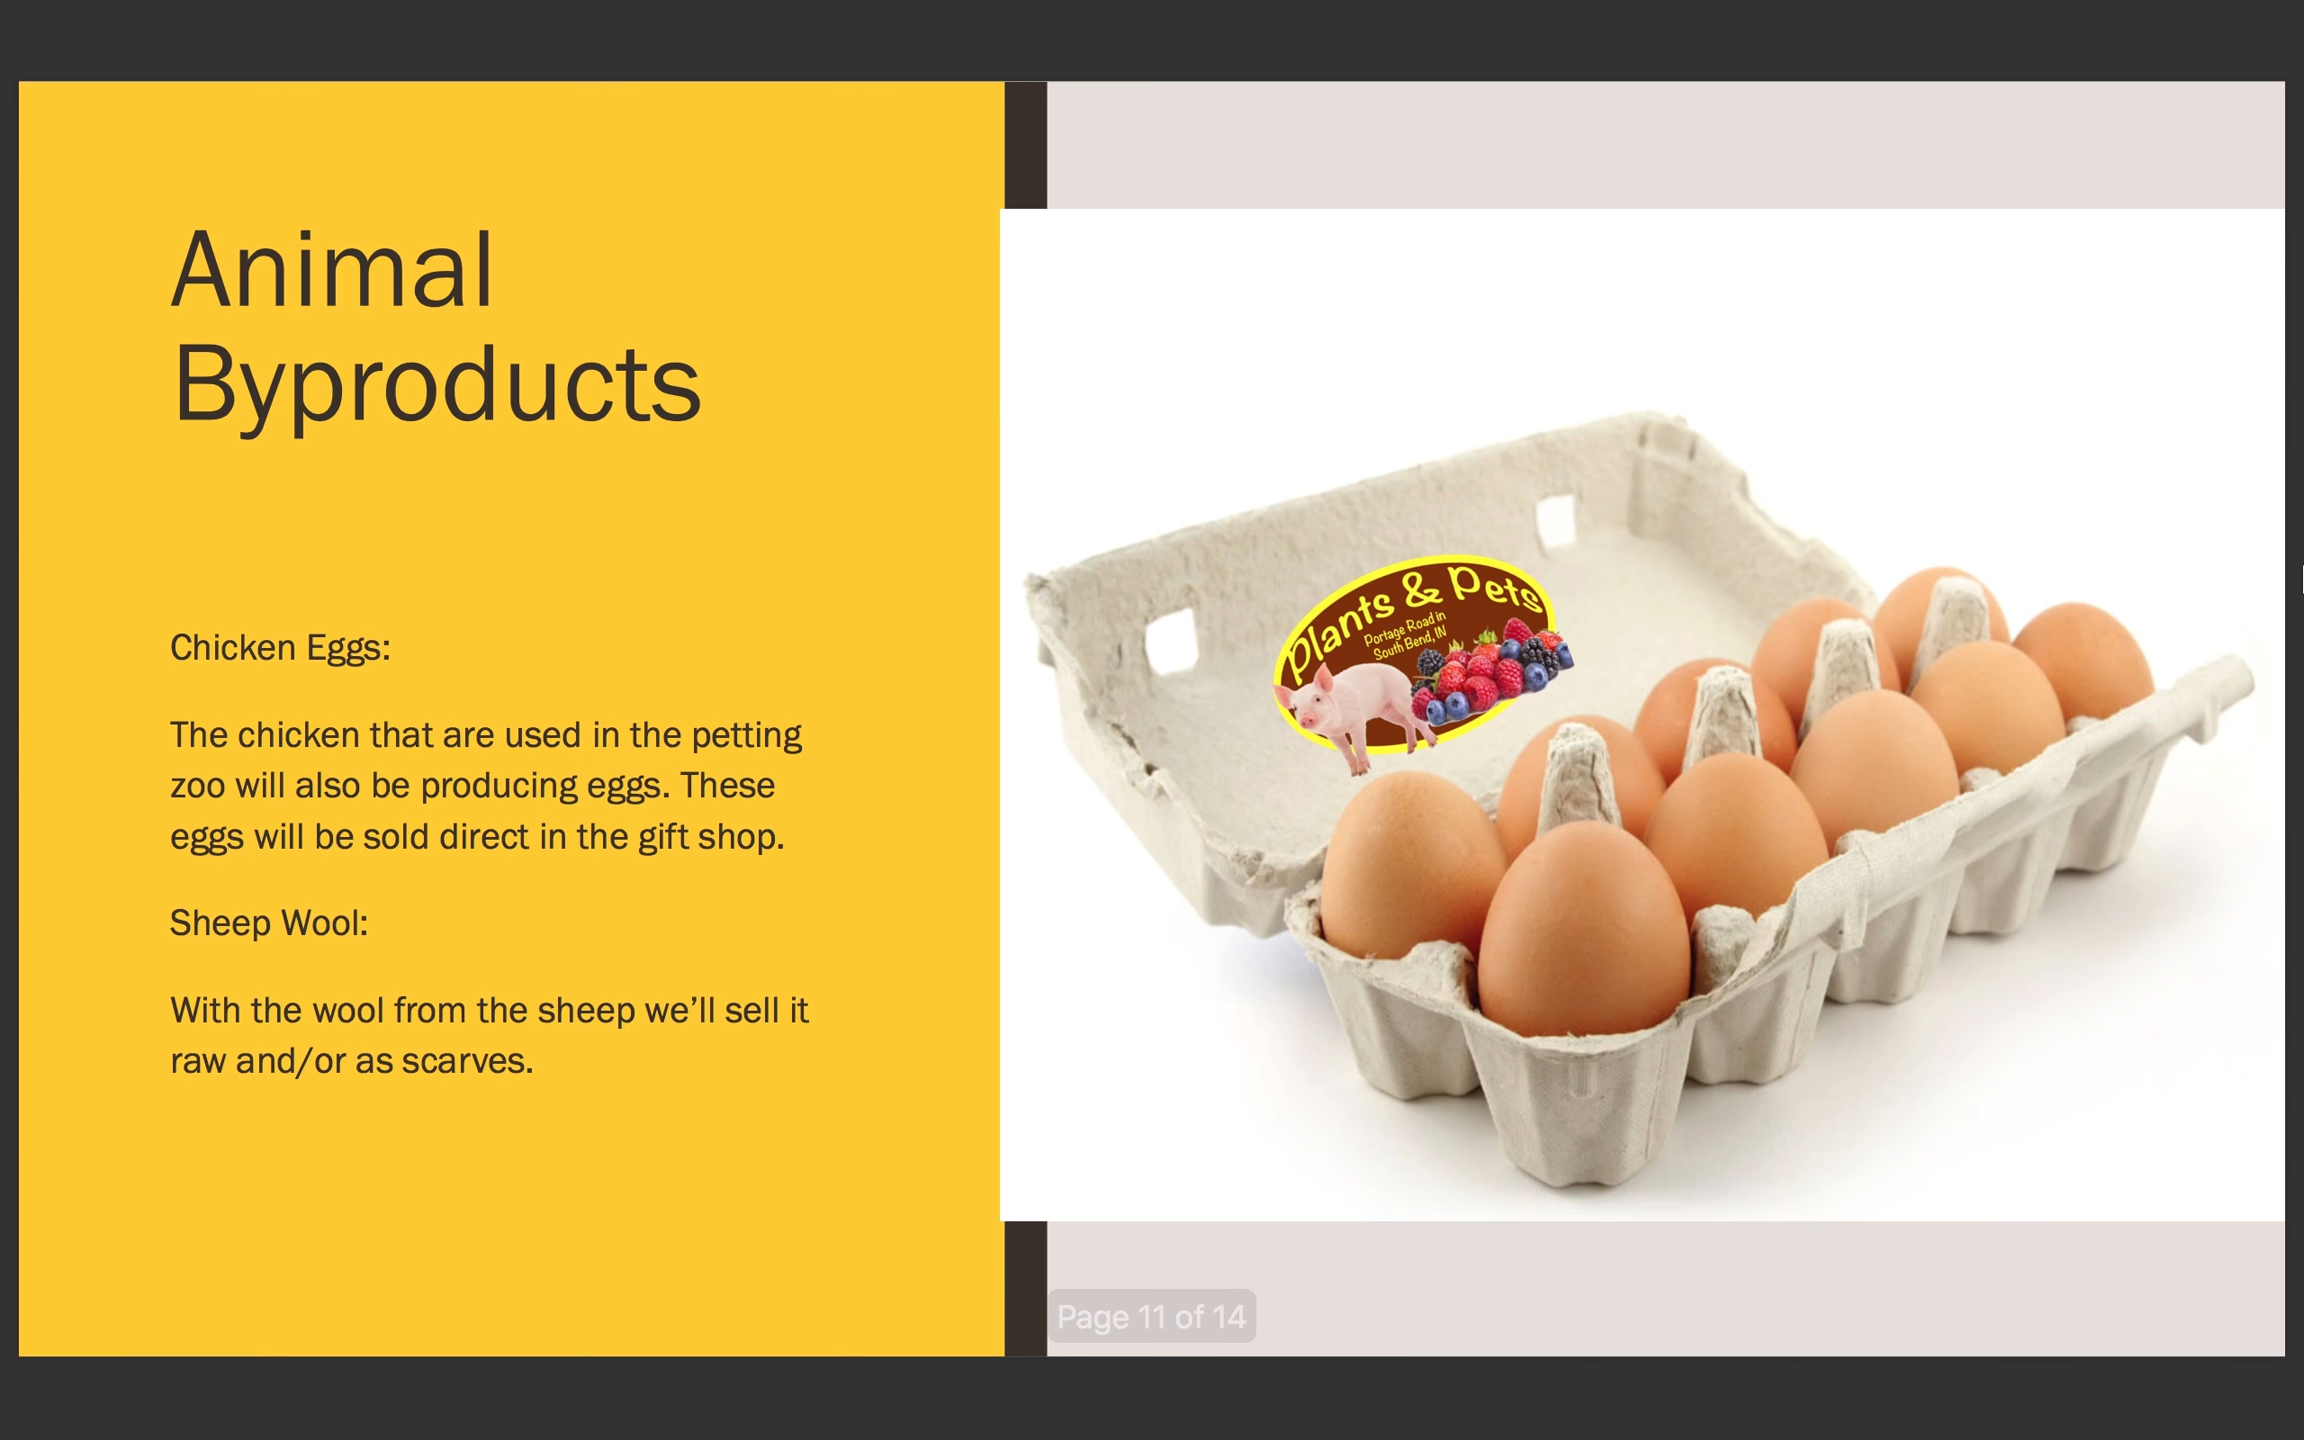 Animal
Byproducts
Chicken Eggs:
The chicken that are used in the petting
zoo will also be producing eggs. These
eggs will be sold direct in the gift shop.
Sheep Wool:
With the wool from the sheep we’ll sell it
raw and/or as scarves.
Plants & Pets
Portage Road in
South Bend, IN
Page 11 of 14